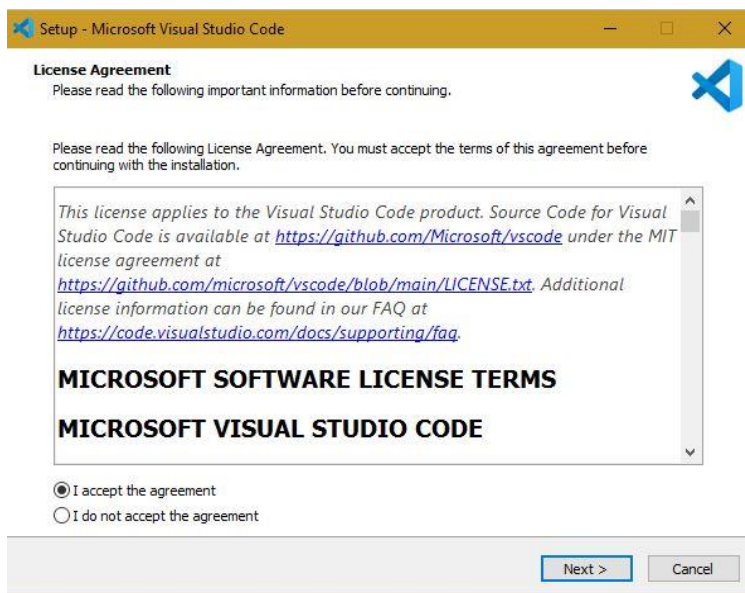 Setup - Microsoft Visual Studio Code
License Agreement
Please read the following important information before continuing.
Please read the following License Agreement. You must accept the terms of this agreement before
continuing with the installation.
This license applies to the Visual Studio Code product. Source Code for Visual
Studio Code is available at https://github.com/Microsoft/vscode under the MIT
license agreement at
https://github.com/microsoft/vscode/blob/main/LICENSE.txt. Additional
license information can be found in our FAQ at
https://code.visualstudio.com/docs/supporting/faq.
MICROSOFT SOFTWARE LICENSE TERMS
MICROSOFT VISUAL STUDIO CODE
I accept the agreement
I do not accept the agreement
Next > Cancel